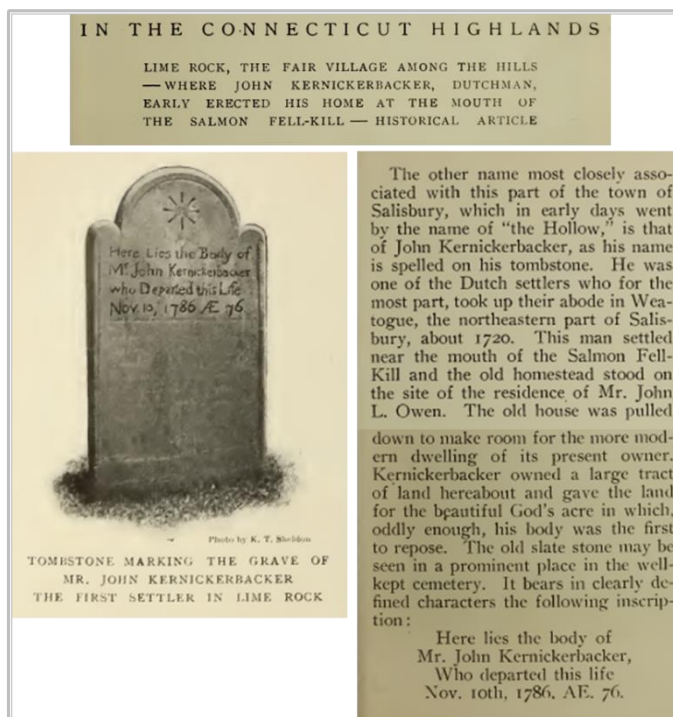 IN THE CONNECTICUT HIGHLANDS
LIME ROCK, THE FAIR VILLAGE AMONG THE HILLS
— WHERE JOHN KERNICKERBACKER, DUTCHMAN,
EARLY ERECTED HIS HOME AT THE MOUTH OF
THE SALMON FELL-KILL — HISTORICAL ARTICLE
Here Lies the Body of
Mr. John Kernickerbacker
who Departed this Life
Nov. 10, 1786 Æ 76.
Photo by K. T. Sheldon
TOMBSTONE MARKING THE GRAVE OF
MR. JOHN KERNICKERBACKER
THE FIRST SETTLER IN LIME ROCK
The other name most closely asso-
ciated with this part of the town of
Salisbury, which in early days went
by the name of "the Hollow," is that
of John Kernickerbacker, as his name
is spelled on his tombstone. He was
one of the Dutch settlers who for the
most part, took up their abode in Wea-
togue, the northeastern part of Salis-
bury, about 1720. This man settled
near the mouth of the Salmon Fell-
Kill and the old homestead stood on
the site of the residence of Mr. John
L. Owen. The old house was pulled
down to make room for the more mod-
ern dwelling of its present owner.
Kernickerbacker owned a large tract
of land hereabout and gave the land
for the beautiful God's acre in which,
oddly enough, his body was the first
to repose. The old slate stone may be
seen in a prominent place in the well-
kept cemetery. It bears in clearly de-
fined characters the following inscrip-
tion:
Here lies the body of
Mr. John Kernickerbacker,
Who departed this life
Nov. 10th, 1786. AE. 76.